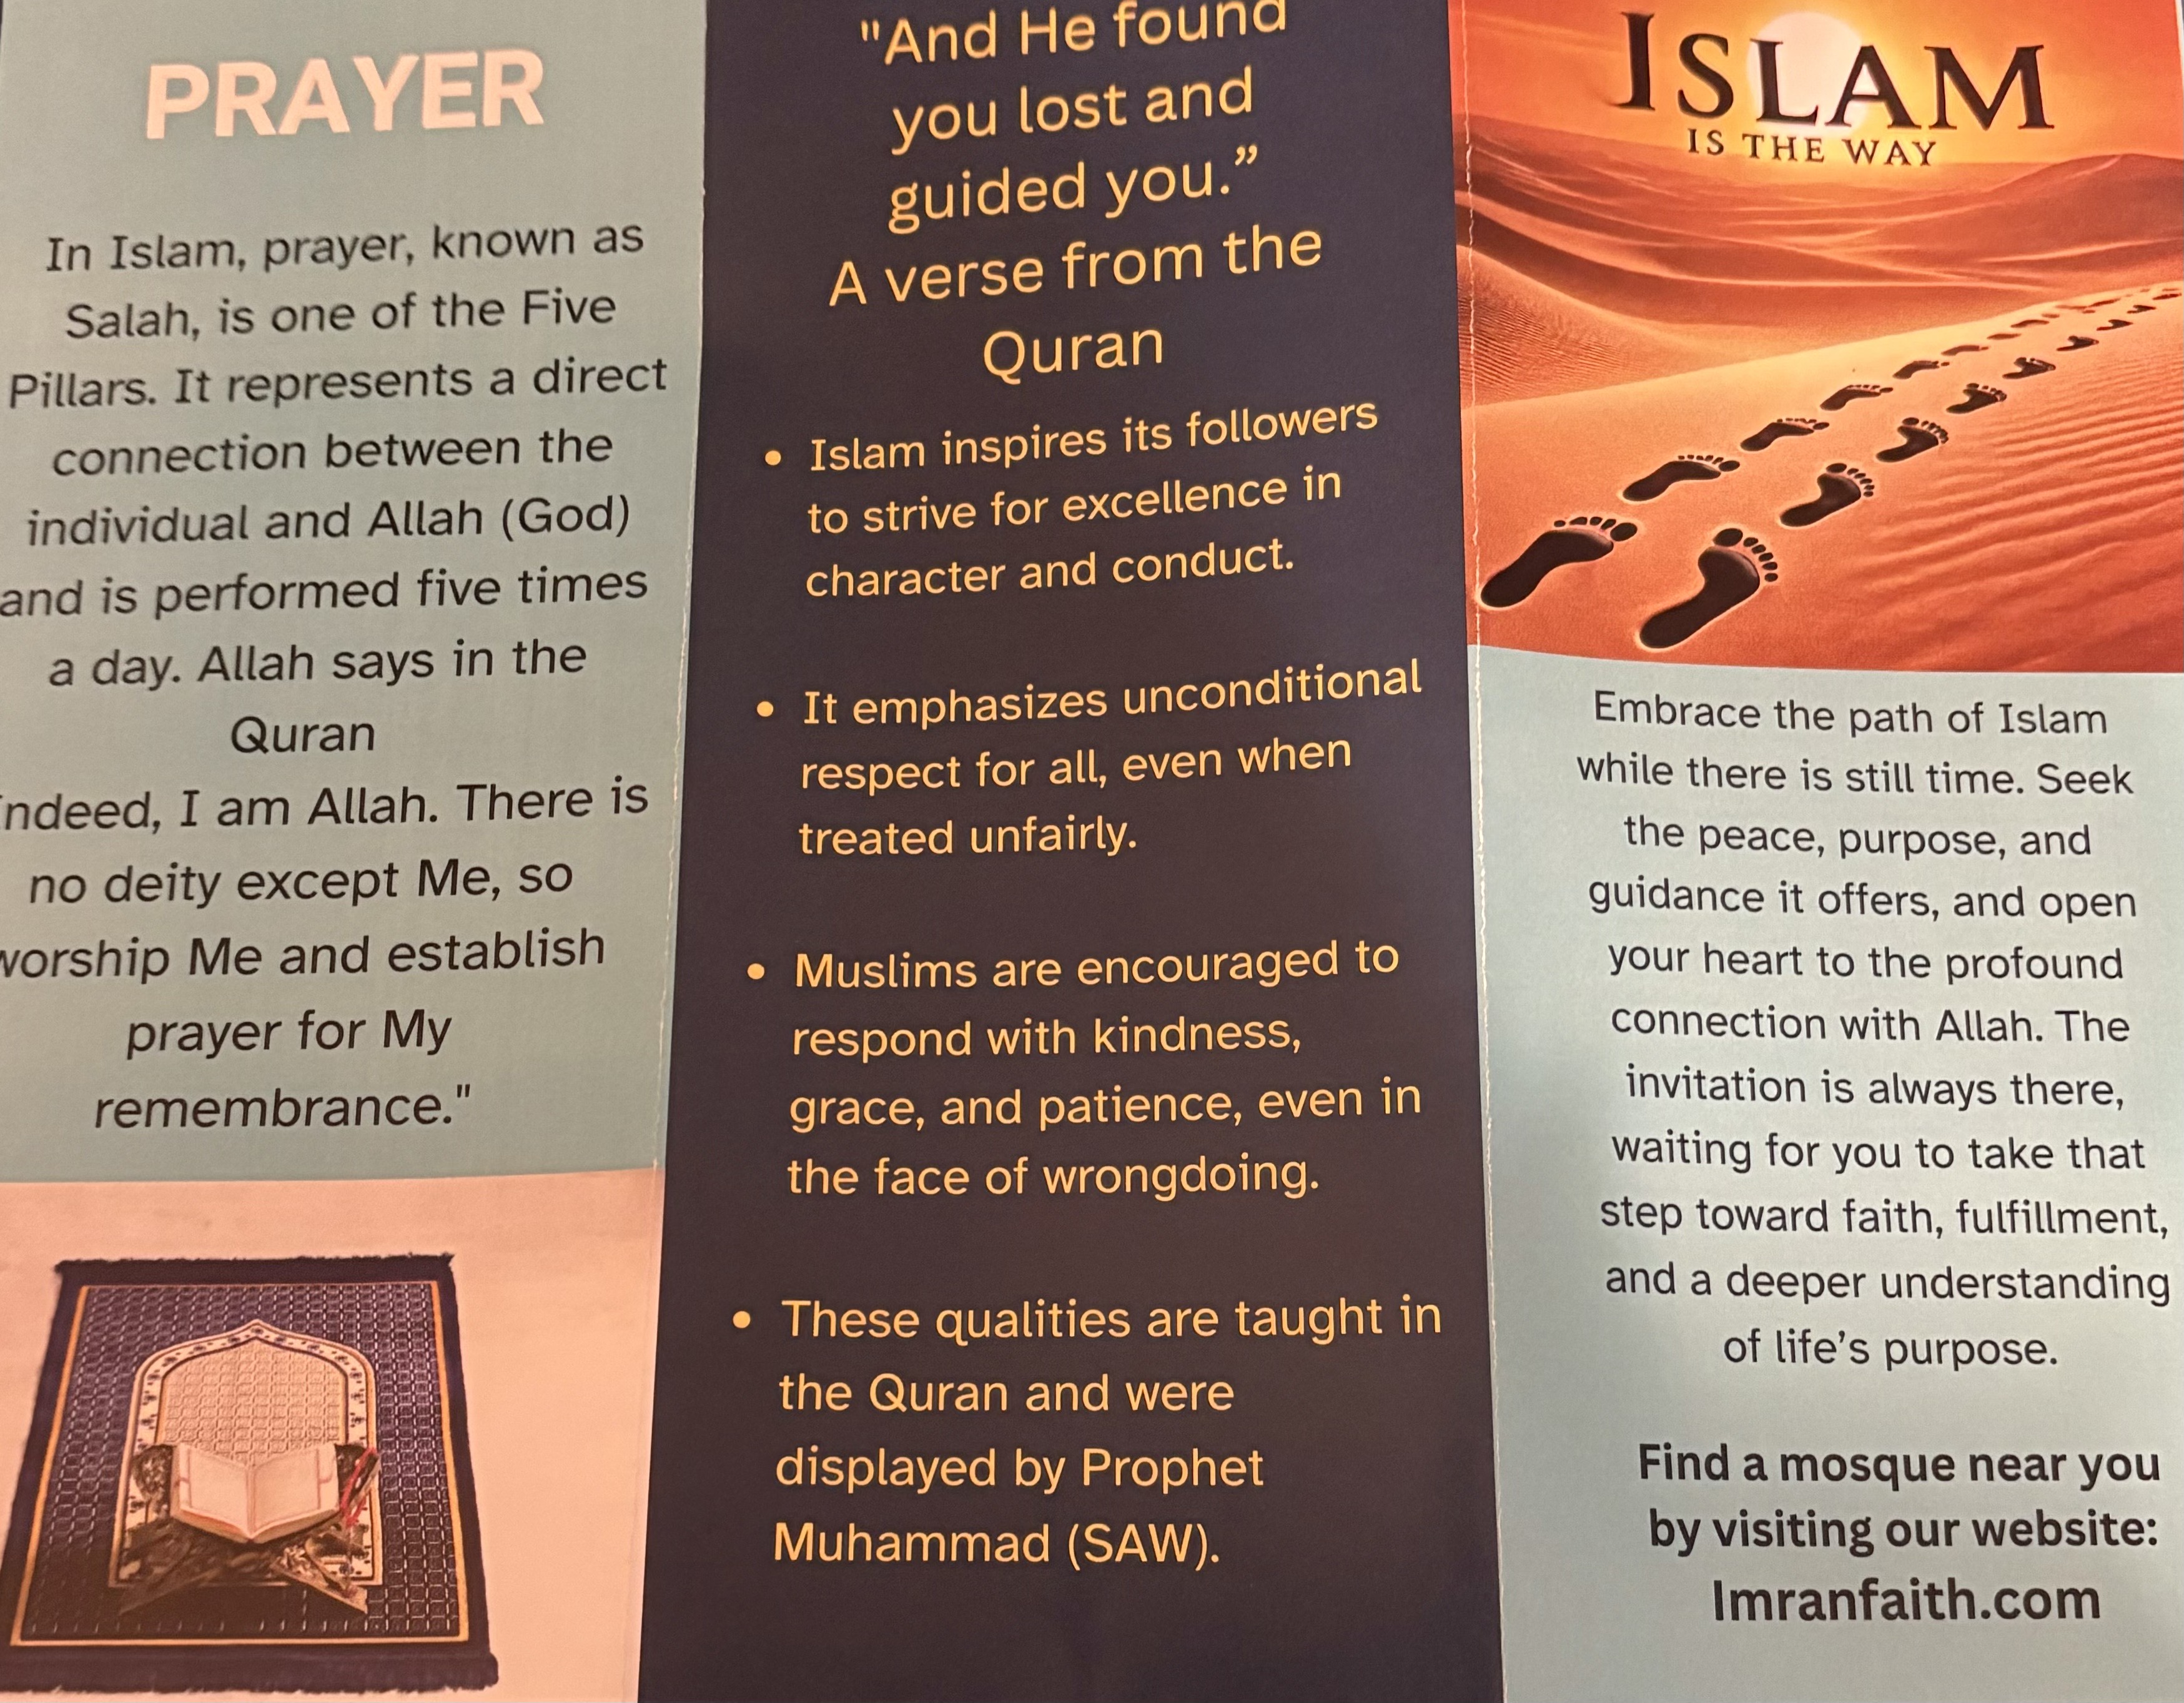 PRAYER
In Islam, prayer, known as
Salah, is one of the Five
Pillars. It represents a direct
connection between the
individual and Allah (God)
and is performed five times
a day. Allah says in the
Quran
ndeed, I am Allah. There is
no deity except Me, so
worship Me and establish
prayer for My
remembrance."
"And He found
you lost and
guided you.”
A verse from the
Quran
• Islam inspires its followers
to strive for excellence in
character and conduct.
• It emphasizes unconditional
respect for all, even when
treated unfairly.
• Muslims are encouraged to
respond with kindness,
grace, and patience, even in
the face of wrongdoing.
• These qualities are taught in
the Quran and were
displayed by Prophet
Muhammad (SAW).
ISLAM
IS THE WAY
Embrace the path of Islam
while there is still time. Seek
the peace, purpose, and
guidance it offers, and open
your heart to the profound
connection with Allah. The
invitation is always there,
waiting for you to take that
step toward faith, fulfillment,
and a deeper understanding
of life’s purpose.
Find a mosque near you
by visiting our website:
Imranfaith.com